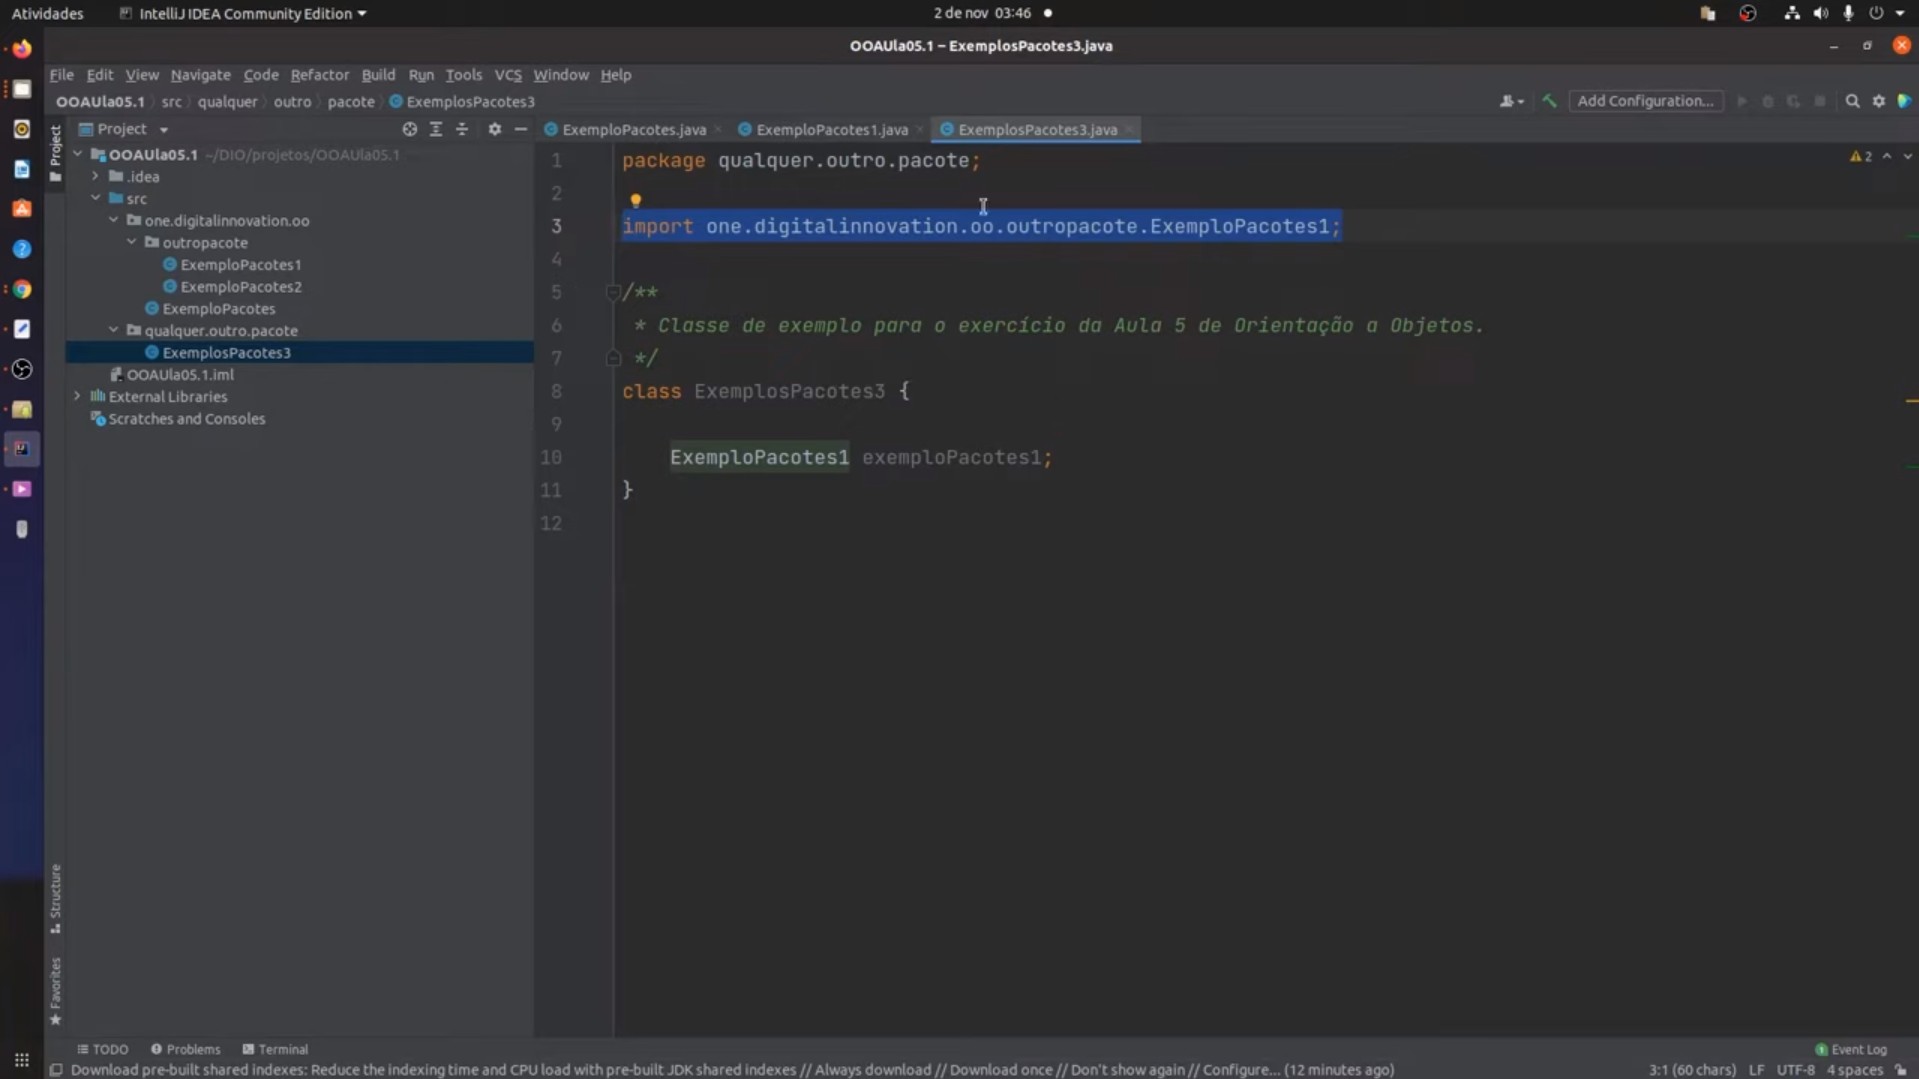 Atividades
IntelliJ IDEA Community Edition
2 de nov 03:46
OOAUla05.1 – ExemplosPacotes3.java
File Edit View Navigate Code Refactor Build Run Tools VCS Window Help
OOAUla05.1 src qualquer outro pacote ExemplosPacotes3
Add Configuration...
Project
ExemploPacotes.java
ExemploPacotes1.java
ExemplosPacotes3.java
Project
OOAUla05.1 ~/DIO/projetos/OOAUla05.1
.idea
src
one.digitalinnovation.oo
outropacote
ExemploPacotes1
ExemploPacotes2
ExemploPacotes
qualquer.outro.pacote
ExemplosPacotes3
OOAUla05.1.iml
External Libraries
Scratches and Consoles
1 package qualquer.outro.pacote;
2
3 import one.digitalinnovation.oo.outropacote.ExemploPacotes1;
4
5 /**
6 * Classe de exemplo para o exercício da Aula 5 de Orientação a Objetos.
7 */
8 class ExemplosPacotes3 {
9
10 ExemploPacotes1 exemploPacotes1;
11 }
12
2
Structure
Favorites
TODO Problems Terminal
1 Event Log
Download pre-built shared indexes: Reduce the indexing time and CPU load with pre-built JDK shared indexes // Always download // Download once // Don't show again // Configure... (12 minutes ago)
3:1 (60 chars) LF UTF-8 4 spaces